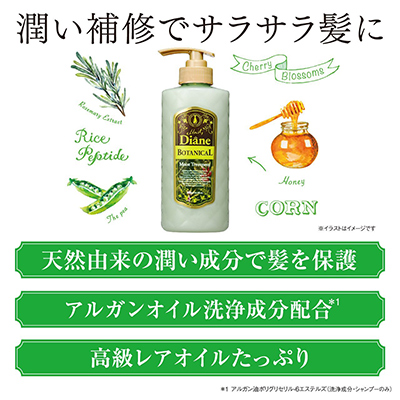 潤い補修でサラサラ髪に
Cherry
Blossoms
Rosemary Extract
Rice
Peptide
The pea
Moist
Diane
BOTANICAL
Moist Treatment
Honey
CORN
※イラストはイメージです
天然由来の潤い成分で髪を保護
アルガンオイル洗浄成分配合*1
高級レアオイルたっぷり
*1 アルガン油ポリグリセリル-6エステルズ(洗浄成分・シャンプーのみ)